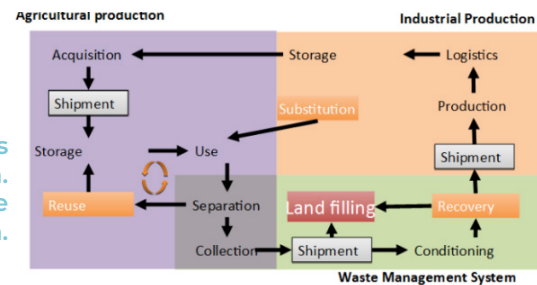 Agricultural production
Industrial Production
Acquisition
Storage
Logistics
Shipment
Substitution
Production
s
Storage
Use
Shipment
.
e
Reuse
Separation
Land filling
Recovery
.
Collection
Shipment
Conditioning
Waste Management System